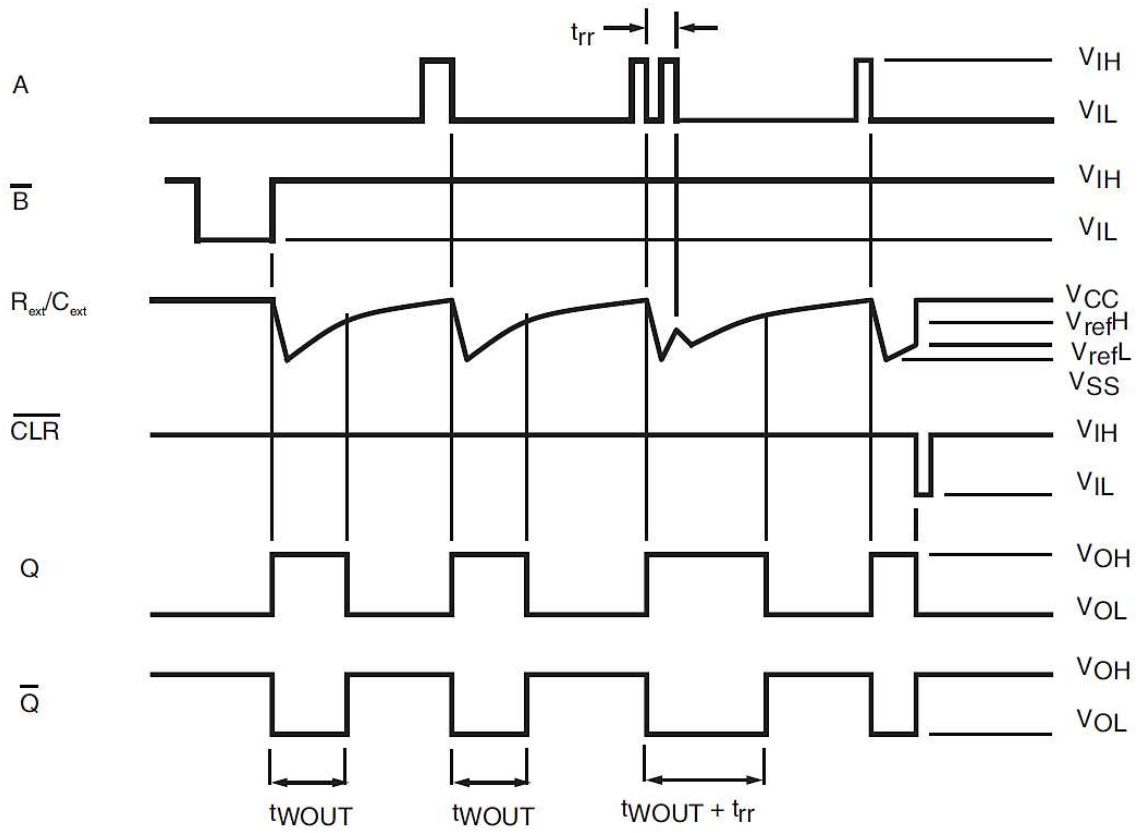 trr
A
VIH
VIL
B
VIH
VIL
Rext/Cext
VCC
VrefH
VrefL
VSS
CLR
VIH
VIL
Q
VOH
VOL
Q
VOH
VOL
tWOUT
tWOUT
tWOUT + trr